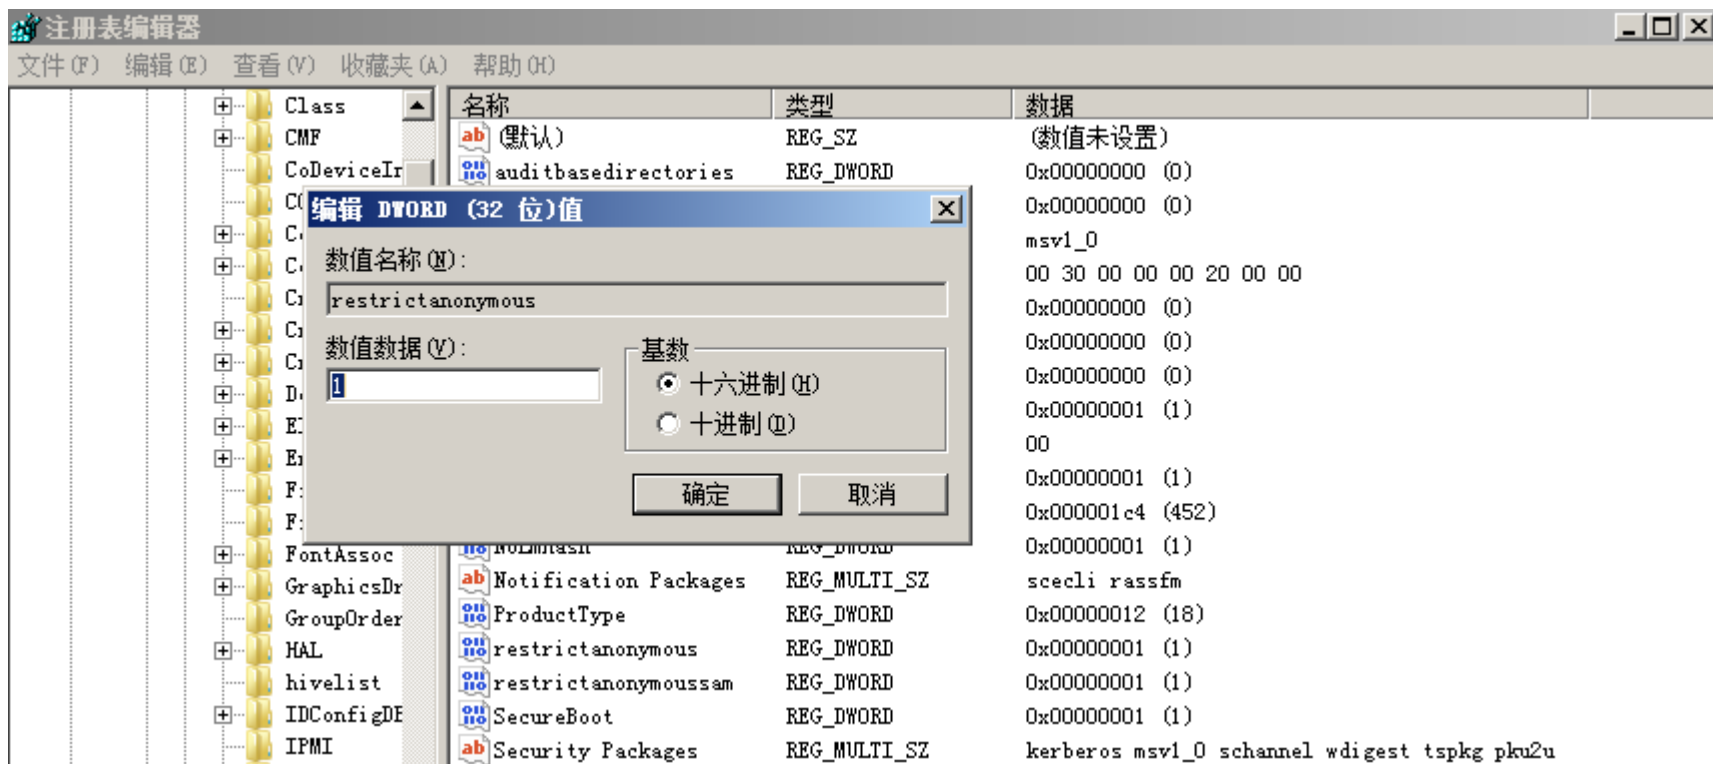 注册表编辑器
文件(F) 编辑(E) 查看(V) 收藏夹(A) 帮助(H)
Class
CMF
FontAssoc
GraphicsDr
GroupOrder
HAL
hivelist
IDConfigDB
IPMI
名称 类型 数据
(默认) REG_SZ (数值未设置)
auditbasedirectories REG_DWORD 0x00000000 (0)
0x00000000 (0)
msv1_0
00 30 00 00 00 20 00 00
0x00000000 (0)
0x00000000 (0)
0x00000000 (0)
0x00000001 (1)
00
0x00000001 (1)
0x000001c4 (452)
NoLmHash REG_DWORD 0x00000001 (1)
Notification Packages REG_MULTI_SZ scecli rassfm
ProductType REG_DWORD 0x00000012 (18)
restrictanonymous REG_DWORD 0x00000001 (1)
restrictanonymoussam REG_DWORD 0x00000001 (1)
SecureBoot REG_DWORD 0x00000001 (1)
Security Packages REG_MULTI_SZ kerberos msv1_0 schannel wdigest tspkg pku2u
编辑 DWORD (32 位)值
数值名称(N):
restrictanonymous
数值数据(V):
1
基数
十六进制(H)
十进制(D)
确定 取消